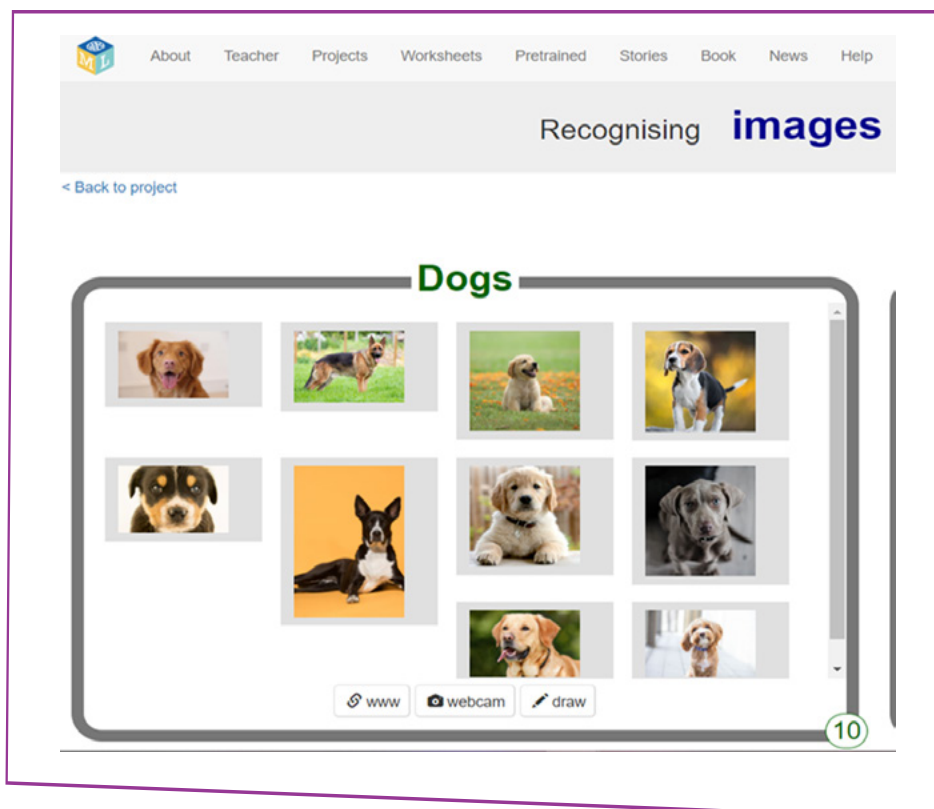 ML
About Teacher Projects Worksheets Pretrained Stories Book News Help
Recognising images
< Back to project
Dogs
www webcam draw
10